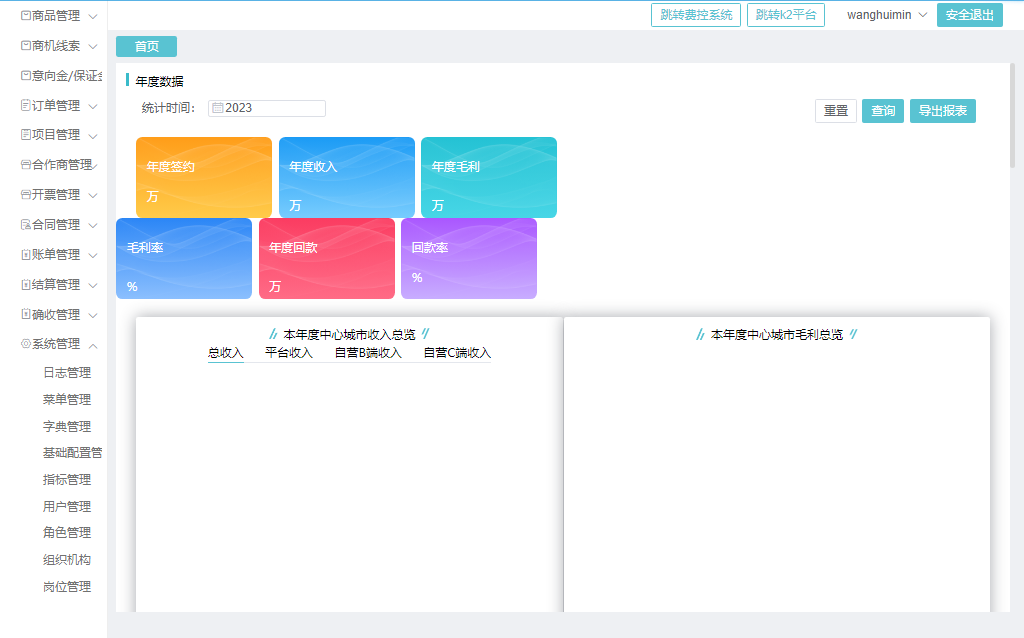 跳转费控系统 跳转k2平台 wanghuimin 安全退出
商品管理
商机线索
意向金/保证金
订单管理
项目管理
合作商管理
开票管理
合同管理
账单管理
结算管理
确收管理
系统管理
日志管理
菜单管理
字典管理
基础配置管
指标管理
用户管理
角色管理
组织机构
岗位管理
首页
年度数据
统计时间: 2023 重置 查询 导出报表
年度签约
万
年度收入
万
年度毛利
万
毛利率
%
年度回款
万
回款率
%
本年度中心城市收入总览
总收入 平台收入 自营B端收入 自营C端收入
本年度中心城市毛利总览